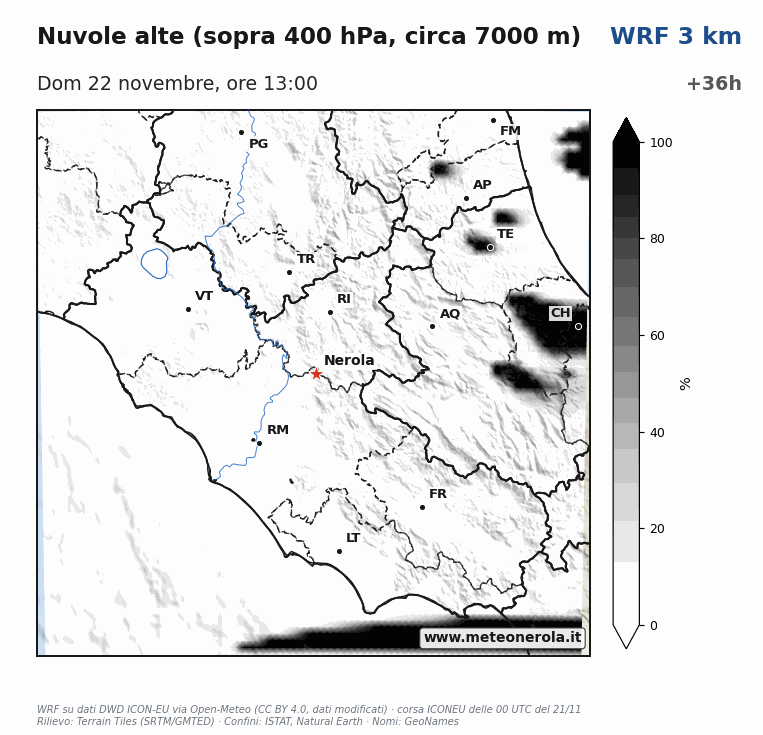 Nuvole alte (sopra 400 hPa, circa 7000 m) WRF 3 km
Dom 22 novembre, ore 13:00 +36h
FM
PG
AP
TE
TR
VT
RI
AQ
CH
Nerola
RM
FR
LT
www.meteonerola.it
100
80
60
40
20
0
%
WRF su dati DWD ICON-EU via Open-Meteo (CC BY 4.0, dati modificati) · corsa ICONEU delle 00 UTC del 21/11
Rilievo: Terrain Tiles (SRTM/GMTED) · Confini: ISTAT, Natural Earth · Nomi: GeoNames